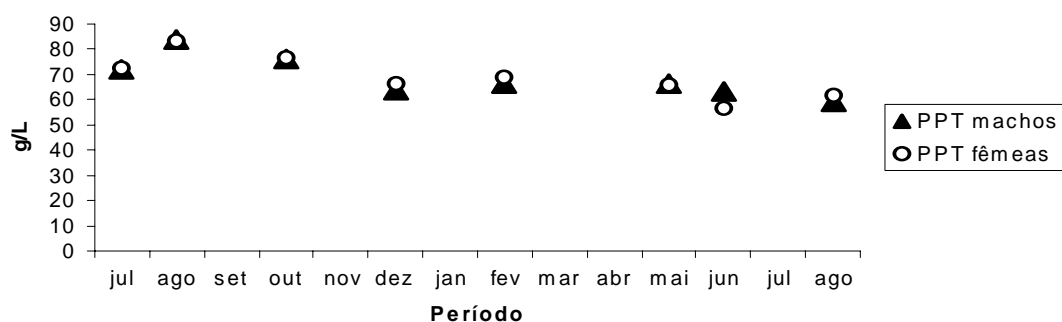 90
80
70
60
50
40
30
20
10
0
g/L
jul ago set out nov dez jan fev mar abr mai jun jul ago
Período
PPT machos
PPT fêmeas